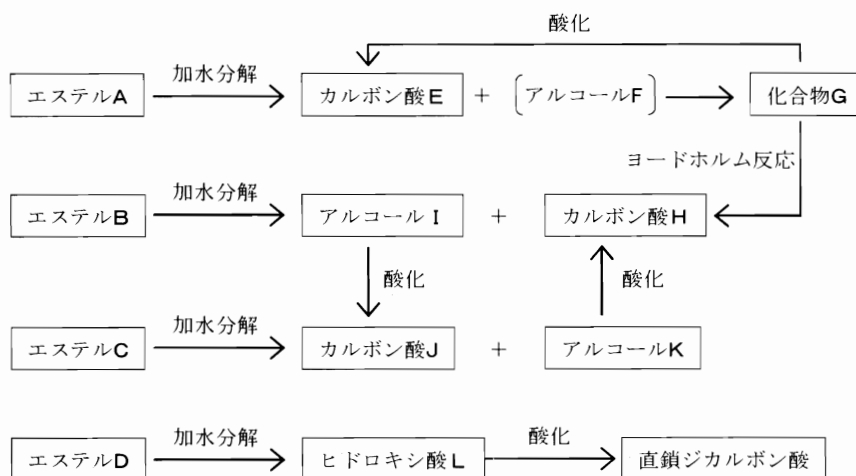 酸化
エステルA 加水分解 カルボン酸E + 〔アルコールF〕 化合物G
ヨードホルム反応
エステルB 加水分解 アルコールI + カルボン酸H
酸化 酸化
エステルC 加水分解 カルボン酸J + アルコールK
エステルD 加水分解 ヒドロキシ酸L 酸化 直鎖ジカルボン酸